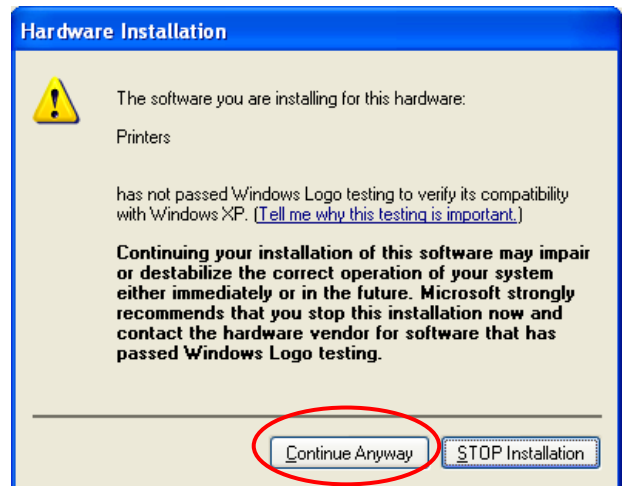 Hardware Installation
The software you are installing for this hardware:
Printers
has not passed Windows Logo testing to verify its compatibility
with Windows XP. (Tell me why this testing is important.)
Continuing your installation of this software may impair
or destabilize the correct operation of your system
either immediately or in the future. Microsoft strongly
recommends that you stop this installation now and
contact the hardware vendor for software that has
passed Windows Logo testing.
Continue Anyway STOP Installation